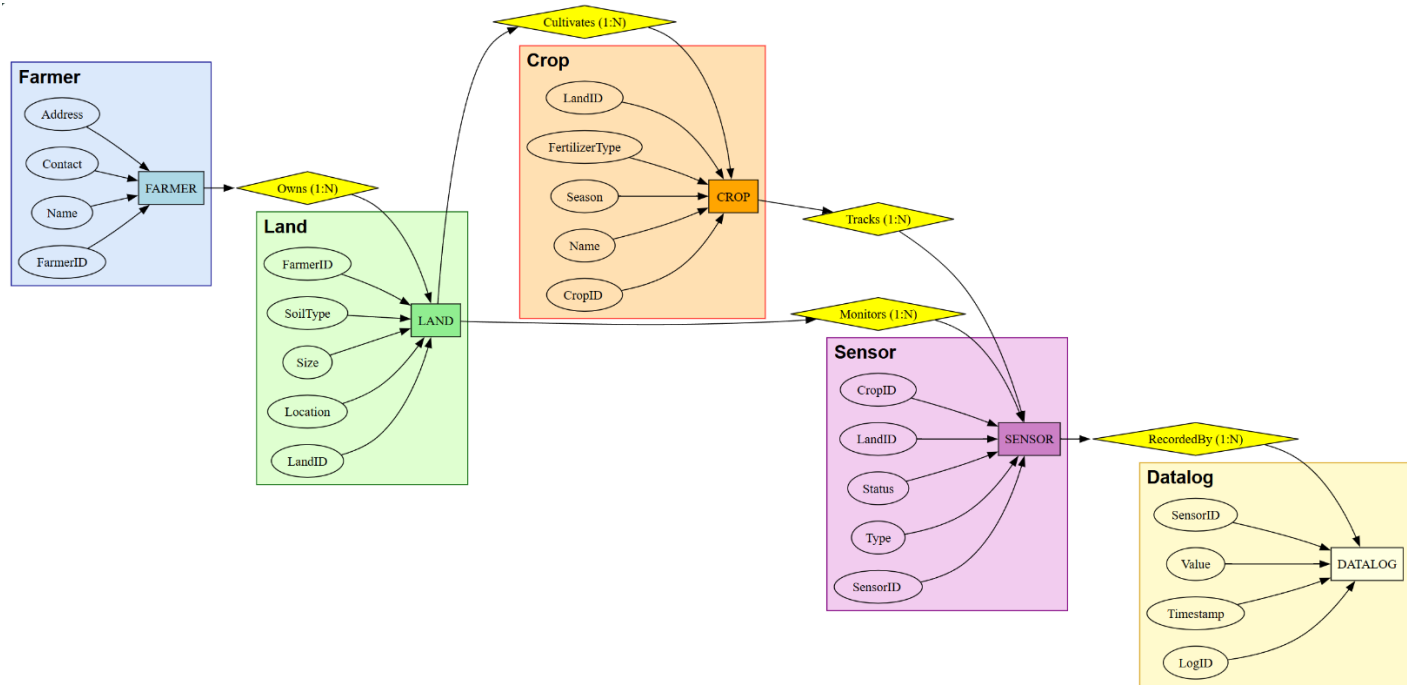 Farmer
Address
Contact
Name
FarmerID
FARMER
Owns (1:N)
Land
FarmerID
SoilType
Size
Location
LandID
LAND
Cultivates (1:N)
Crop
LandID
FertilizerType
Season
Name
CropID
CROP
Tracks (1:N)
Monitors (1:N)
Sensor
CropID
LandID
Status
Type
SensorID
SENSOR
RecordedBy (1:N)
Datalog
SensorID
Value
Timestamp
LogID
DATALOG